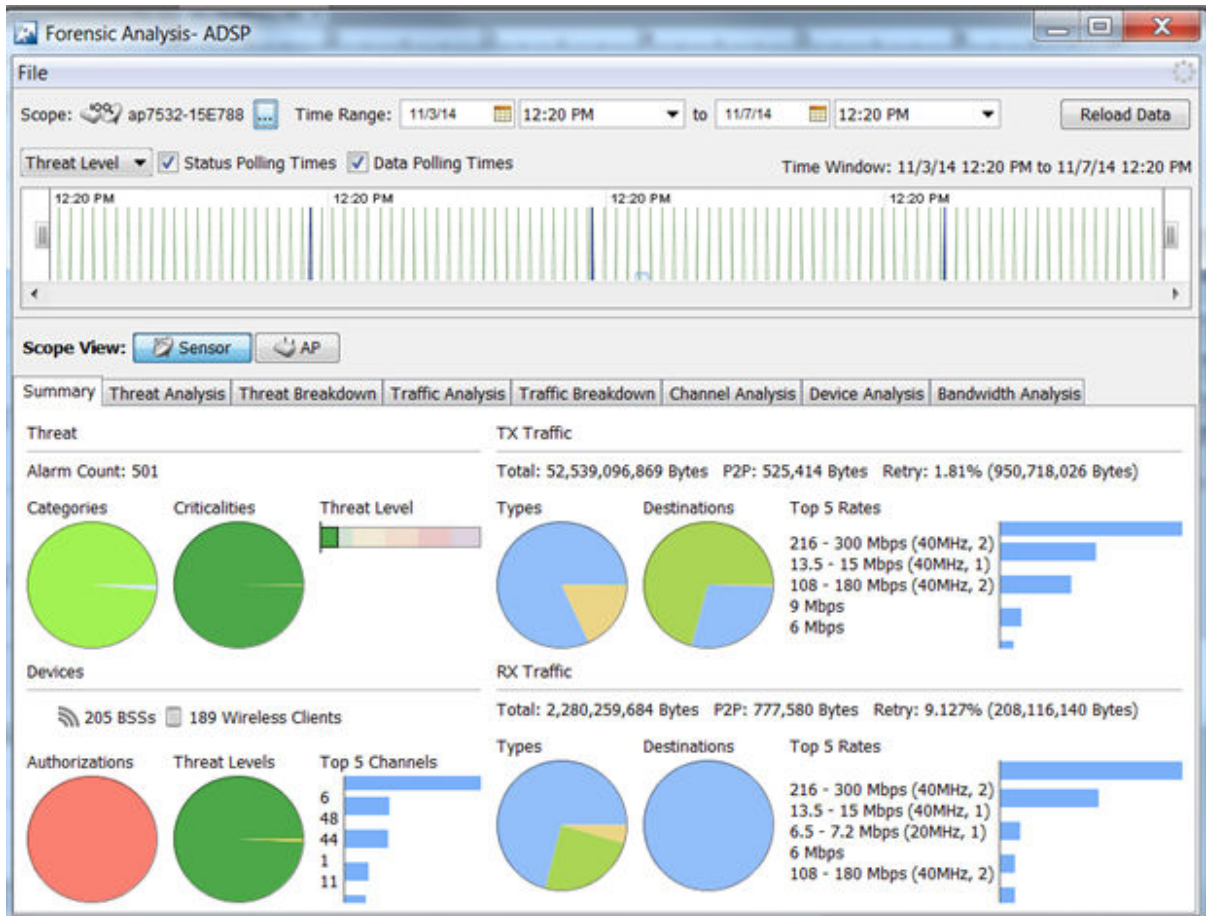 Forensic Analysis- ADSP
File
Scope: ap7532-15E788 ... Time Range: 11/3/14 12:20 PM to 11/7/14 12:20 PM Reload Data
Threat Level Status Polling Times Data Polling Times Time Window: 11/3/14 12:20 PM to 11/7/14 12:20 PM
12:20 PM 12:20 PM 12:20 PM 12:20 PM
Scope View: Sensor AP
Summary Threat Analysis Threat Breakdown Traffic Analysis Traffic Breakdown Channel Analysis Device Analysis Bandwidth Analysis
Threat
Alarm Count: 501
Categories Criticalities Threat Level
TX Traffic
Total: 52,539,096,869 Bytes P2P: 525,414 Bytes Retry: 1.81% (950,718,026 Bytes)
Types Destinations Top 5 Rates
216 - 300 Mbps (40MHz, 2)
13.5 - 15 Mbps (40MHz, 1)
108 - 180 Mbps (40MHz, 2)
9 Mbps
6 Mbps
Devices
205 BSSs 189 Wireless Clients
Authorizations Threat Levels Top 5 Channels
6
48
44
1
11
RX Traffic
Total: 2,280,259,684 Bytes P2P: 777,580 Bytes Retry: 9.127% (208,116,140 Bytes)
Types Destinations Top 5 Rates
216 - 300 Mbps (40MHz, 2)
13.5 - 15 Mbps (40MHz, 1)
6.5 - 7.2 Mbps (20MHz, 1)
6 Mbps
108 - 180 Mbps (40MHz, 2)